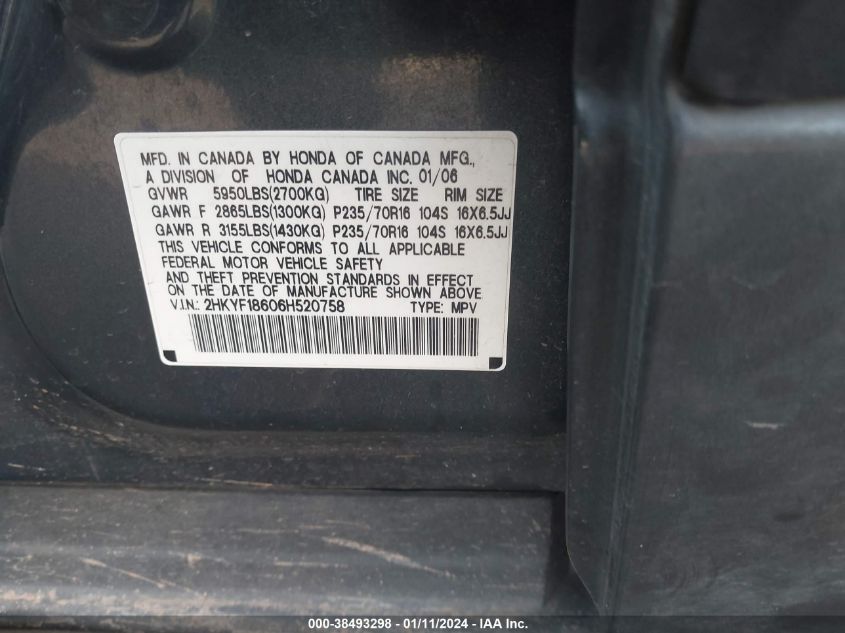 MFD. IN CANADA BY HONDA OF CANADA MFG.,
A DIVISION OF HONDA CANADA INC. 01/06
GVWR 5950LBS(2700KG) TIRE SIZE RIM SIZE
GAWR F 2865LBS(1300KG) P235/70R16 104S 16X6.5JJ
GAWR R 3155LBS(1430KG) P235/70R16 104S 16X6.5JJ
THIS VEHICLE CONFORMS TO ALL APPLICABLE
FEDERAL MOTOR VEHICLE SAFETY
AND THEFT PREVENTION STANDARDS IN EFFECT
ON THE DATE OF MANUFACTURE SHOWN ABOVE.
V.I.N.: 2HKYF18606H520758 TYPE: MPV
000-38493298 - 01/11/2024 - IAA Inc.